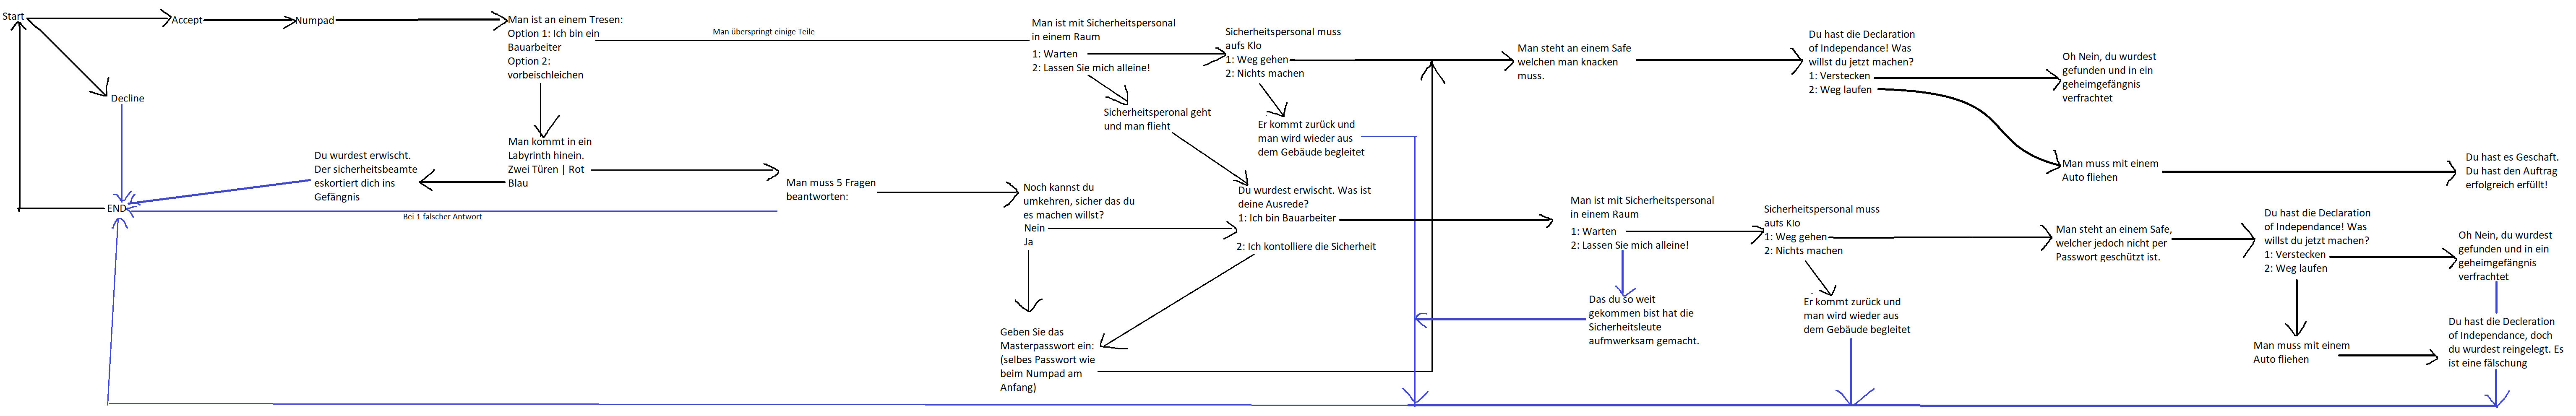 Start
Accept
Numpad
Man ist an einem Tresen:
Option 1: Ich bin ein
Bauarbeiter
Option 2:
vorbeischleichen
Man überspringt einige Teile
Man ist mit Sicherheitspersonal
in einem Raum
1: Warten
2: Lassen Sie mich alleine!
Sicherheitspersonal muss
aufs Klo
1: Weg gehen
2: Nichts machen
Man steht an einem Safe
welchen man knacken
muss.
Du hast die Declaration
of Independance! Was
willst du jetzt machen?
1: Verstecken
2: Weg laufen
Oh Nein, du wurdest
gefunden und in ein
geheimgefängnis
verfrachtet
Decline
Sicherheitsperonal geht
und man flieht
Er kommt zurück und
man wird wieder aus
dem Gebäude begleitet
Man kommt in ein
Labyrinth hinein.
Zwei Türen | Rot
Blau
Du wurdest erwischt.
Der sicherheitsbeamte
eskortiert dich ins
Gefängnis
Man muss mit einem
Auto fliehen
Du hast es Geschaft.
Du hast den Auftrag
erfolgreich erfüllt!
END
Bei 1 falscher Antwort
Man muss 5 Fragen
beantworten:
Noch kannst du
umkehren, sicher das du
es machen willst?
Nein
Ja
Du wurdest erwischt. Was ist
deine Ausrede?
1: Ich bin Bauarbeiter
2: Ich kontolliere die Sicherheit
Man ist mit Sicherheitspersonal
in einem Raum
1: Warten
2: Lassen Sie mich alleine!
Sicherheitspersonal muss
aufs Klo
1: Weg gehen
2: Nichts machen
Man steht an einem Safe,
welcher jedoch nicht per
Passwort geschützt ist.
Du hast die Declaration
of Independance! Was
willst du jetzt machen?
1: Verstecken
2: Weg laufen
Oh Nein, du wurdest
gefunden und in ein
geheimgefängnis
verfrachtet
Das du so weit
gekommen bist hat die
Sicherheitsleute
aufmwerksam gemacht.
Er kommt zurück und
man wird wieder aus
dem Gebäude begleitet
Geben Sie das
Masterpasswort ein:
(selbes Passwort wie
beim Numpad am
Anfang)
Man muss mit einem
Auto fliehen
Du hast die Decleration
of Independance, doch
du wurdest reingelegt. Es
ist eine fälschung